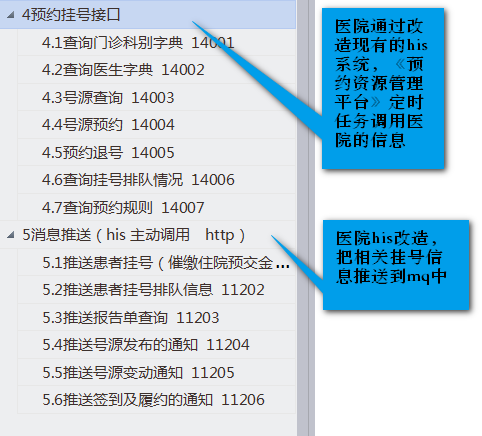 4预约挂号接口
4.1查询门诊科别字典 14001
4.2查询医生字典 14002
4.3号源查询 14003
4.4号源预约 14004
4.5预约退号 14005
4.6查询挂号排队情况 14006
4.7查询预约规则 14007
5消息推送（his 主动调用 http）
5.1推送患者挂号（催缴住院预交金 ...
5.2推送患者挂号排队信息 11202
5.3推送报告单查询 11203
5.4推送号源发布的通知 11204
5.5推送号源变动通知 11205
5.6推送签到及履约的通知 11206
医院通过改
造现有的his
系统，《预
约资源管理
平台》定时
任务调用医
院的信息
医院his改造，
把相关挂号信
息推送到mq中